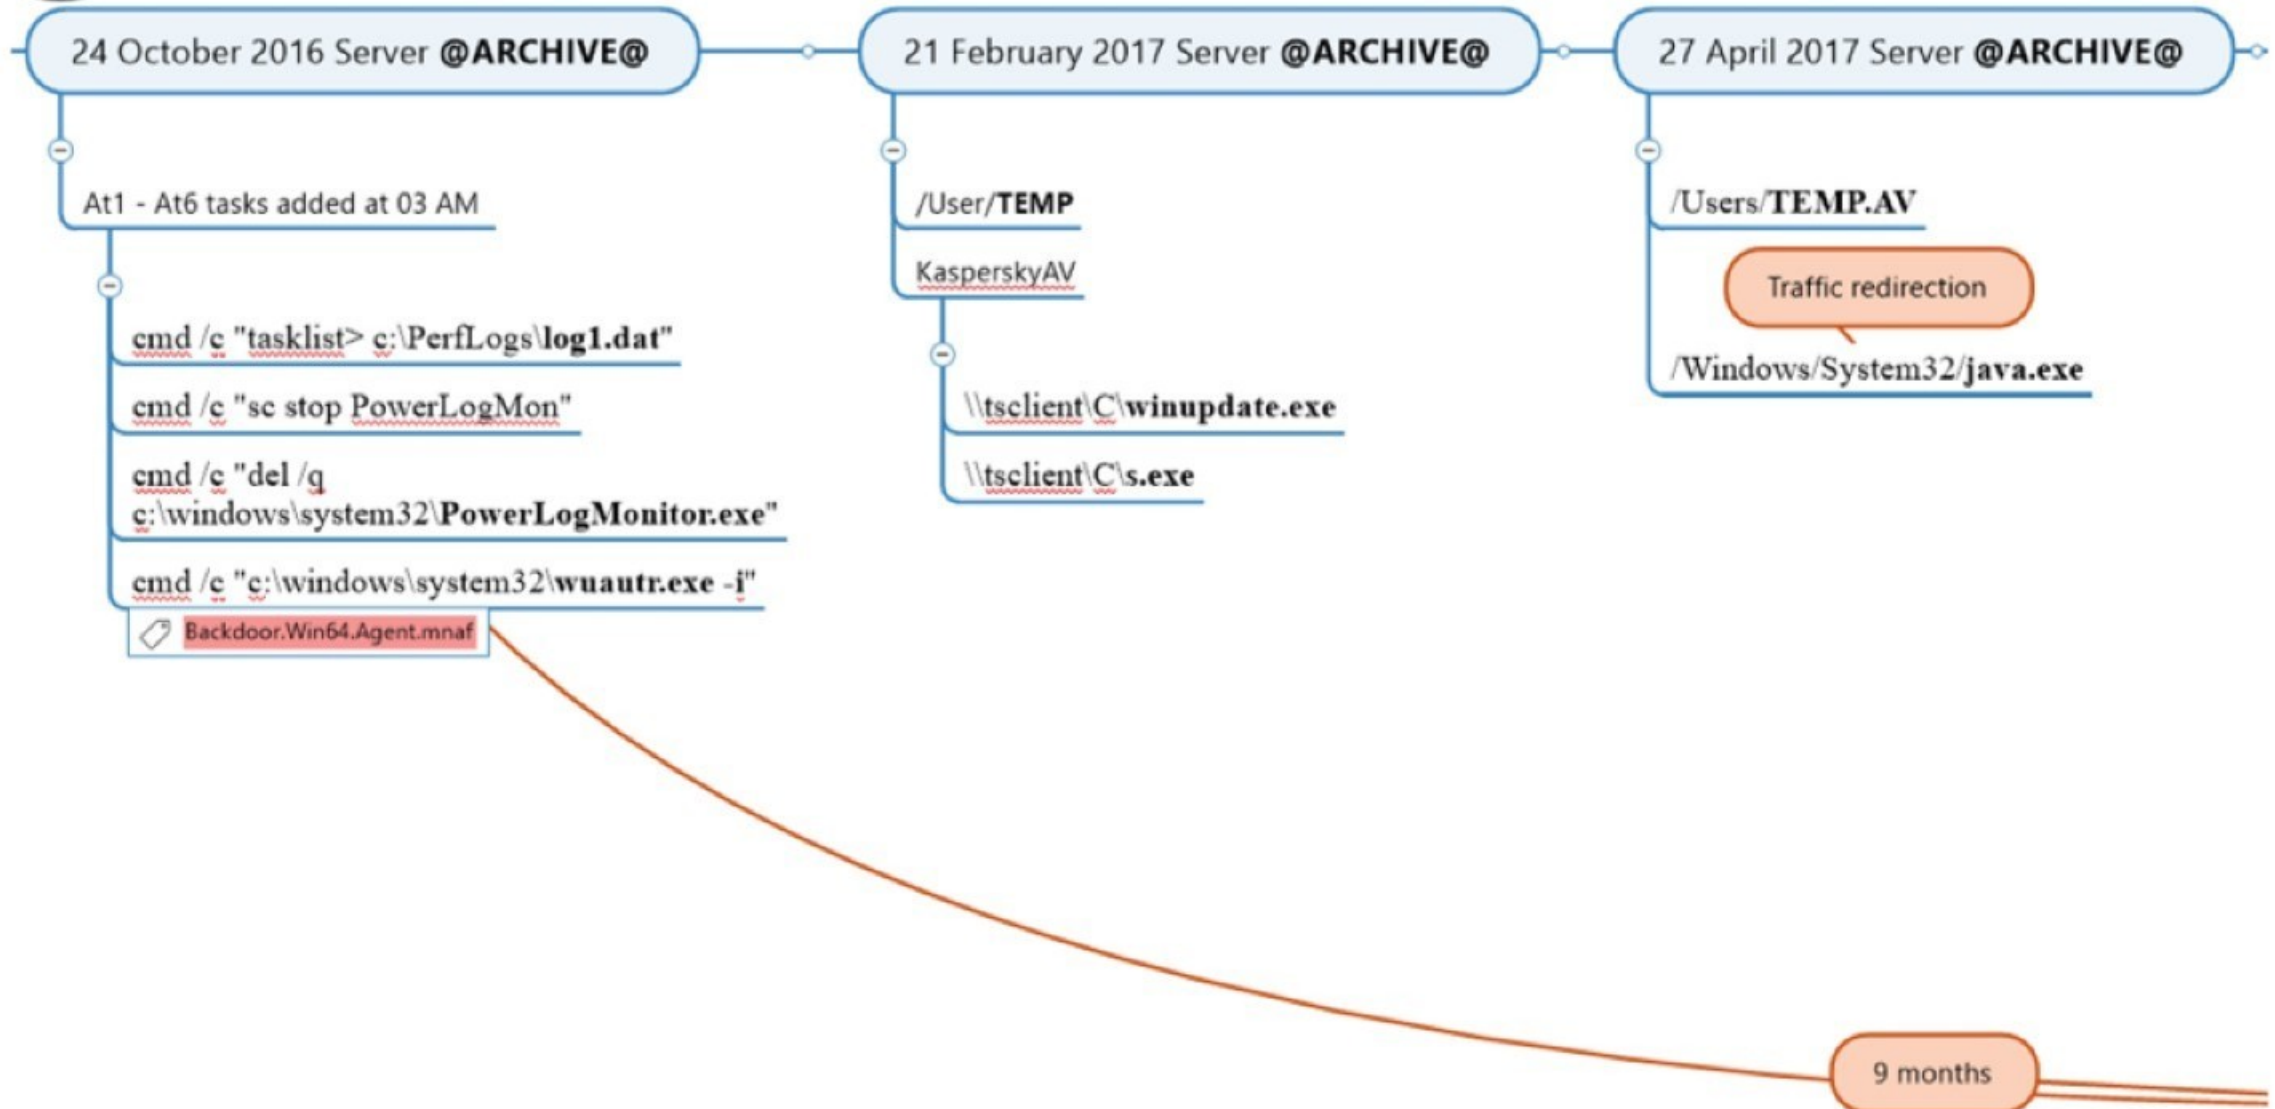 24 October 2016 Server @ARCHIVE@
At1 - At6 tasks added at 03 AM
cmd /c "tasklist> c:\PerfLogs\log1.dat"
cmd /c "sc stop PowerLogMon"
cmd /c "del /q
c:\windows\system32\PowerLogMonitor.exe"
cmd /c "c:\windows\system32\wuautr.exe -i"
Backdoor.Win64.Agent.mnaf
21 February 2017 Server @ARCHIVE@
/User/TEMP
KasperskyAV
\\tsclient\C\winupdate.exe
\\tsclient\C\s.exe
27 April 2017 Server @ARCHIVE@
/Users/TEMP.AV
Traffic redirection
/Windows/System32/java.exe
9 months